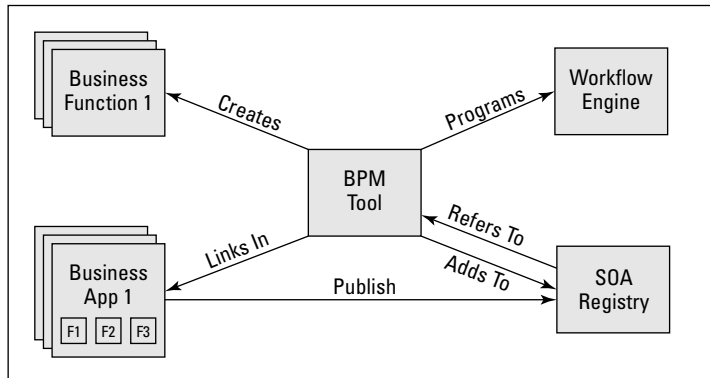 Business
Function 1
Creates
Programs
Workflow
Engine
BPM
Tool
Links In
Refers To
Adds To
Business
App 1
F1 F2 F3
Publish
SOA
Registry